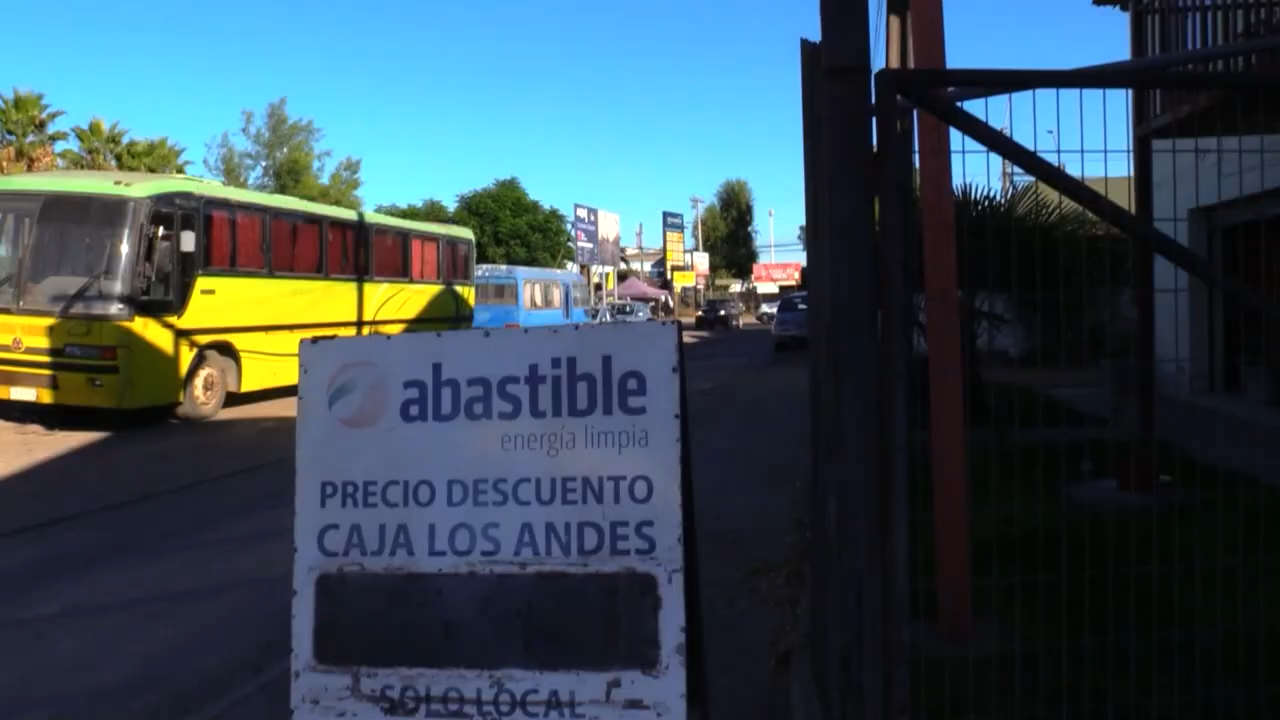 abastible
energía limpia
PRECIO DESCUENTO
CAJA LOS ANDES
SOLO LOCAL